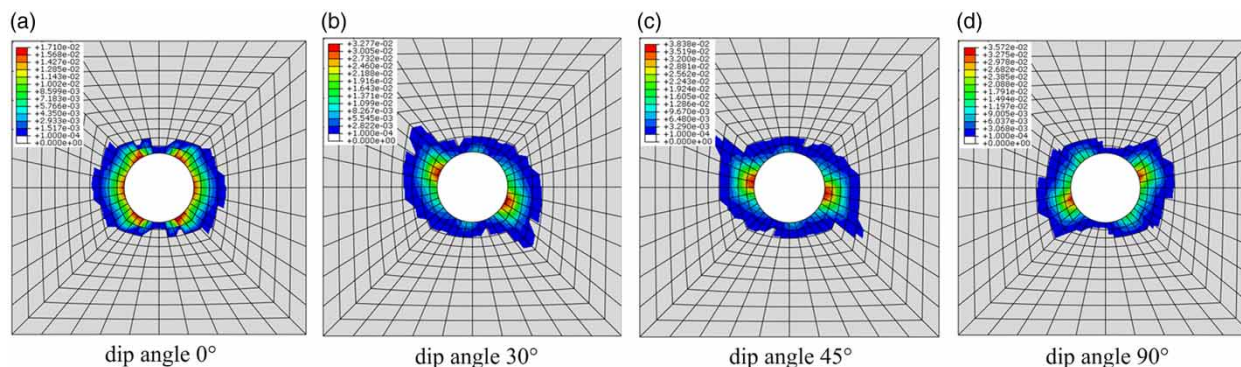 (a)
(b)
(c)
(d)
+1.710e-02
+1.568e-02
+1.427e-02
+1.285e-02
+1.143e-02
+1.002e-02
+8.599e-03
+7.183e-03
+5.766e-03
+4.350e-03
+2.933e-03
+1.517e-03
+1.000e-04
+0.000e+00
+3.277e-02
+3.005e-02
+2.732e-02
+2.460e-02
+2.188e-02
+1.916e-02
+1.643e-02
+1.371e-02
+1.099e-02
+8.267e-03
+5.545e-03
+2.822e-03
+1.000e-04
+0.000e+00
+3.838e-02
+3.519e-02
+3.200e-02
+2.881e-02
+2.562e-02
+2.243e-02
+1.924e-02
+1.605e-02
+1.286e-02
+9.670e-03
+6.480e-03
+3.290e-03
+1.000e-04
+0.000e+00
+3.572e-02
+3.275e-02
+2.978e-02
+2.682e-02
+2.385e-02
+2.088e-02
+1.791e-02
+1.494e-02
+1.197e-02
+9.005e-03
+6.037e-03
+3.068e-03
+1.000e-04
+0.000e+00
dip angle 0°
dip angle 30°
dip angle 45°
dip angle 90°